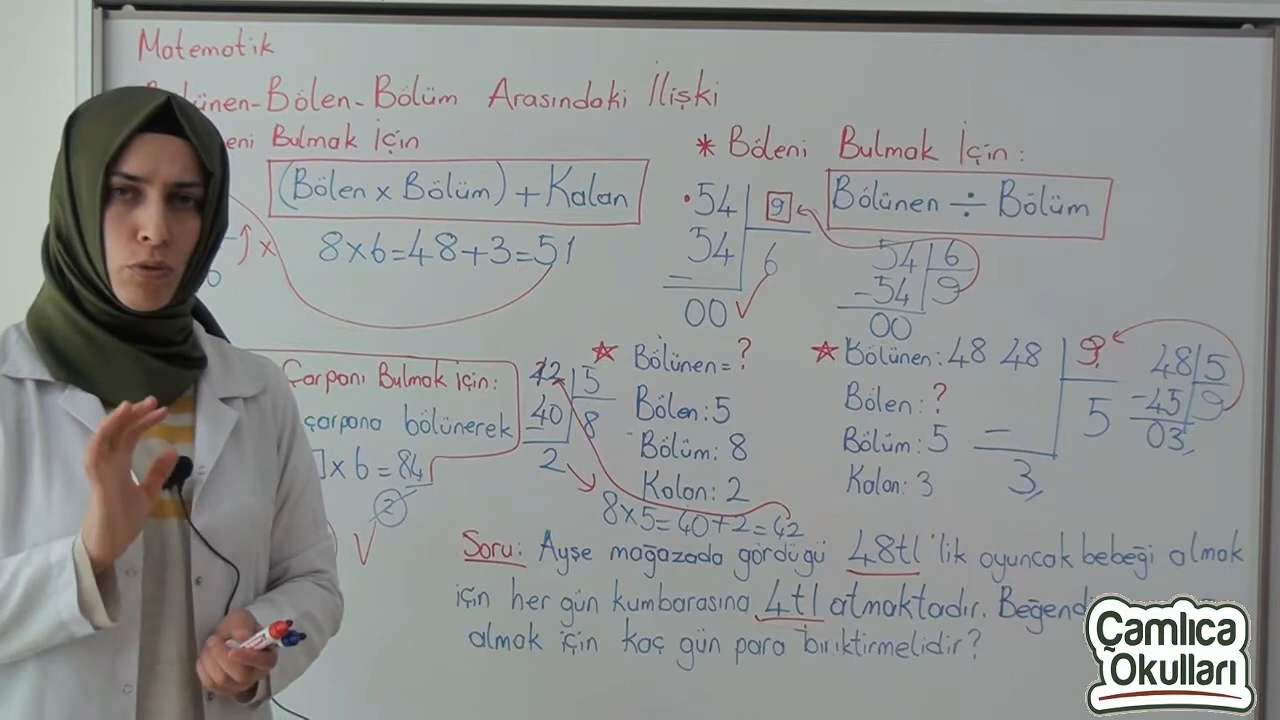 Matematik
Bölünen-Bölen-Bölüm Arasındaki İlişki
Bulmak İçin
(Bölen x Bölüm) + Kalan
8x6=48+3=51
x
* Böleni Bulmak İçin:
Bölünen ÷ Bölüm
54 9
54 6
00
54 6
-54 9
00
Çarpanı Bulmak İçin:
çarpana bölünerek
x 6 = 84
2
42 5
40 8
2
Bölünen = ?
Bölen: 5
Bölüm: 8
Kalan: 2
8x5=40+2=42
Bölünen: 48
Bölen: ?
Bölüm: 5
Kalan: 3
48 9
5
3
48 5
-45 9
03
Soru: Ayşe mağazada gördüğü 48tl'lik oyuncak bebeği almak
için her gün kumbarasına 4tl atmaktadır.
almak için kaç gün para biriktirmelidir?
Çamlıca
Okulları